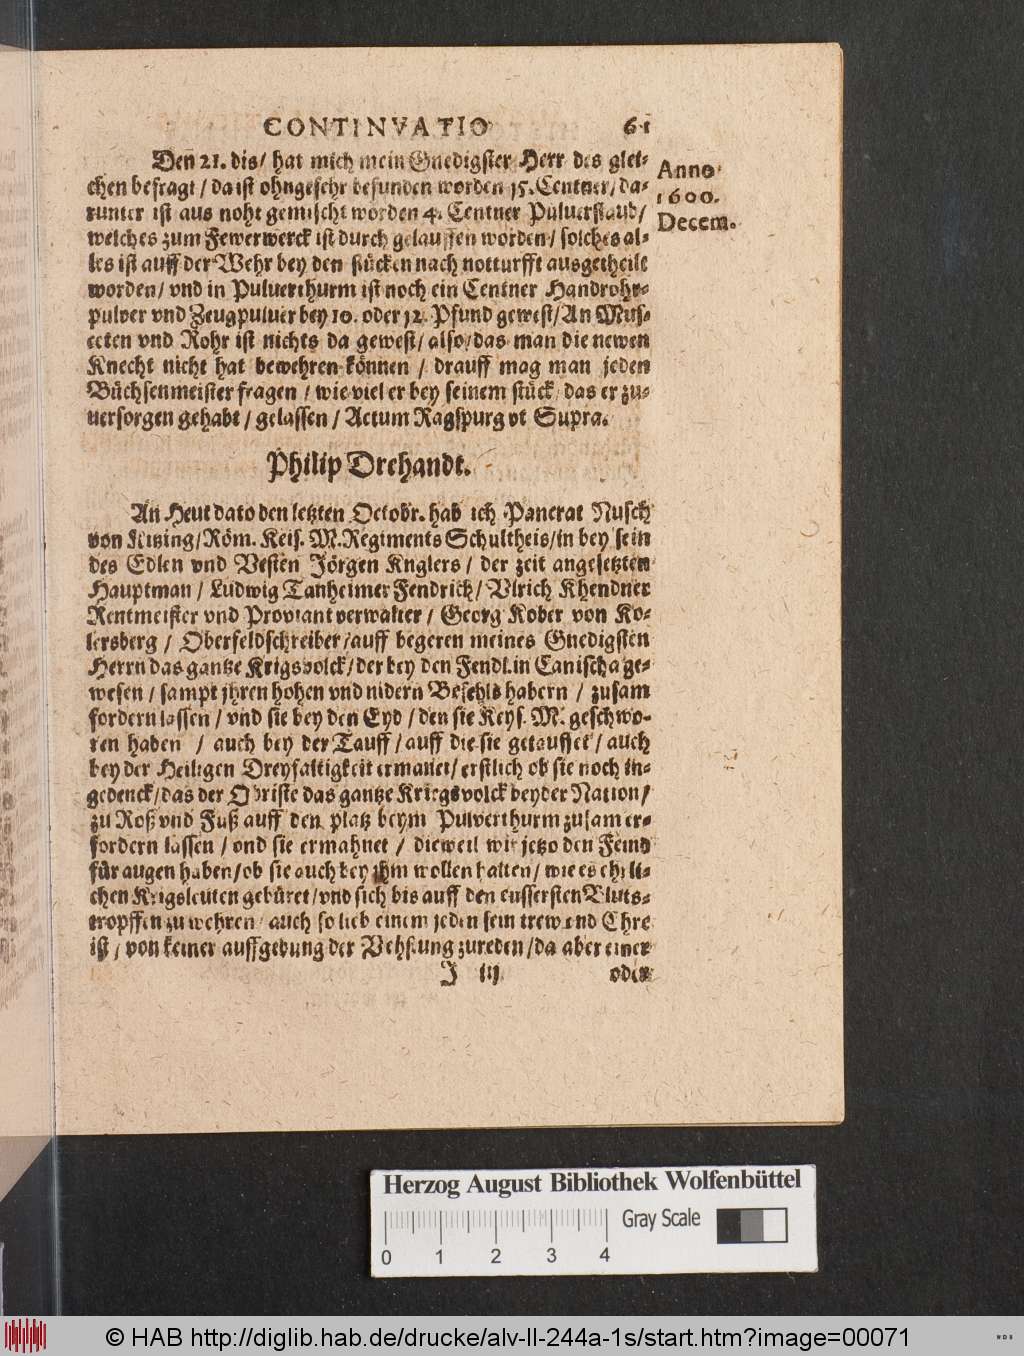 CONTINVATIO 61
Den 21. dis/ hat mich mein Gnedigster Herr des glei-
chen befragt / da ist ohngefehr befunden worden 15. Centner/ da-
runter ist aus noht gemischt worden 4. Centner Puluerstaub/
welches zum Fewerwerck ist durch gelauffen worden / solches al-
les ist auff der Wehr bey den stücken nach notturfft ausgetheilt
worden/ vnd in Puluerthurm ist noch ein Centner Handrohr-
pulver vnd Zeugpuluer bey 10. oder 12. Pfund gewest/ An Mus-
ecten vnd Rohr ist nichts da gewest/ also/ das man die newen
Knecht nicht hat bewehren können / drauff mag man jeden
Büchsenmeister fragen / wie viel er bey seinem stück / das er zu-
uersorgen gehabt / gelassen / Actum Ragspurg vt Supra.
Anno
1600.
Decem.
Philip Drehandt.
An Heut dato den letzten Octobr. hab ich Pancrat Nusch
von Kitzing/ Röm. Keis. M. Regiments Schultheis/ in bey sein
des Edlen vnd Vesten Jörgen Knglers / der zeit angesetzten
Hauptman / Ludwig Tanheimer Fendrich/ Vlrich Khendner
Rentmeister vnd Proviant verwalter / Georg Kober von Ko-
lersberg / Oberfeldschreiber / auff begeren meines Gnedigsten
Herrn das gantze Krigsvolck/ der bey den Fendl. in Canischa ge-
wesen / sampt jhren hohen vnd nidern Befehls habern / zusam
fordern lassen / vnd sie bey den Eyd / den sie Keys. M. geschwo-
ren haben / auch bey der Tauff / auff die sie getauffet / auch
bey der Heiligen Dreyfaltigkeit ermanet/ erstlich ob sie noch in-
gedenck/ das der Obriste das gantze Kriegsvolck beyder Nation/
zu Roß vnd Fuß auff den platz beym Pulverthurm zusam er-
fordern lassen / vnd sie ermahnet / dieweil wir jetzo den Feind
für augen haben/ ob sie auch bey jhm wollen halten / wie es ehrli-
chen Krigsleuten gebüret / vnd sich bis auff den eussersten Bluts-
tropffen zu wehren / auch so lieb einem jeden sein trew vnd Ehre
ist / von keiner auffgebung der Vehstung zureden / da aber einer
J iij oder
Herzog August Bibliothek Wolfenbüttel
Gray Scale
0 1 2 3 4
© HAB http://diglib.hab.de/drucke/alv-ll-244a-1s/start.htm?image=00071